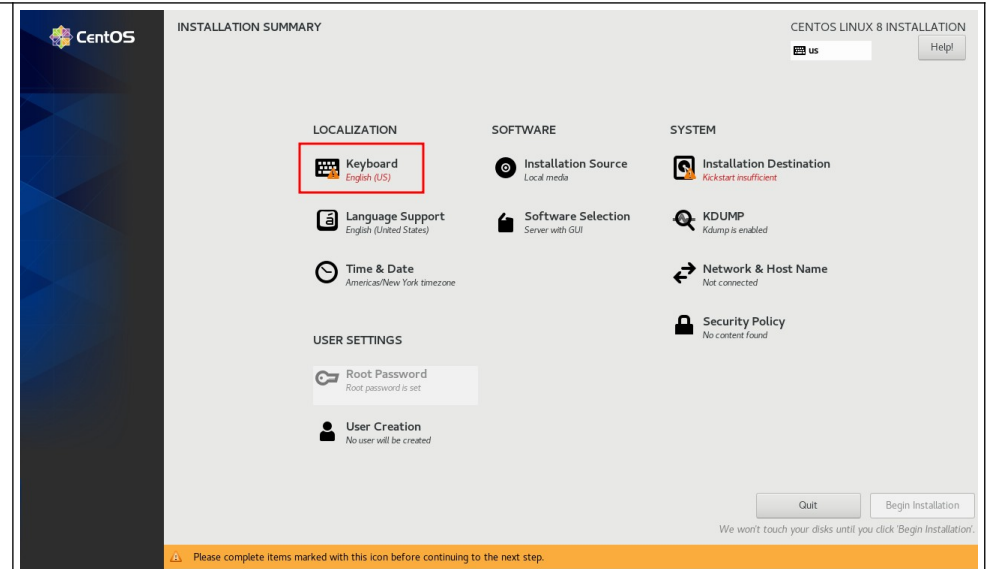 CentOS
INSTALLATION SUMMARY
CENTOS LINUX 8 INSTALLATION
us
Help!
LOCALIZATION
Keyboard
English (US)
Language Support
English (United States)
Time & Date
Americas/New York timezone
USER SETTINGS
Root Password
Root password is set
User Creation
No user will be created
SOFTWARE
Installation Source
Local media
Software Selection
Server with GUI
SYSTEM
Installation Destination
Kickstart insufficient
KDUMP
Kdump is enabled
Network & Host Name
Not connected
Security Policy
No content found
Quit
Begin Installation
We won't touch your disks until you click 'Begin Installation'.
Please complete items marked with this icon before continuing to the next step.